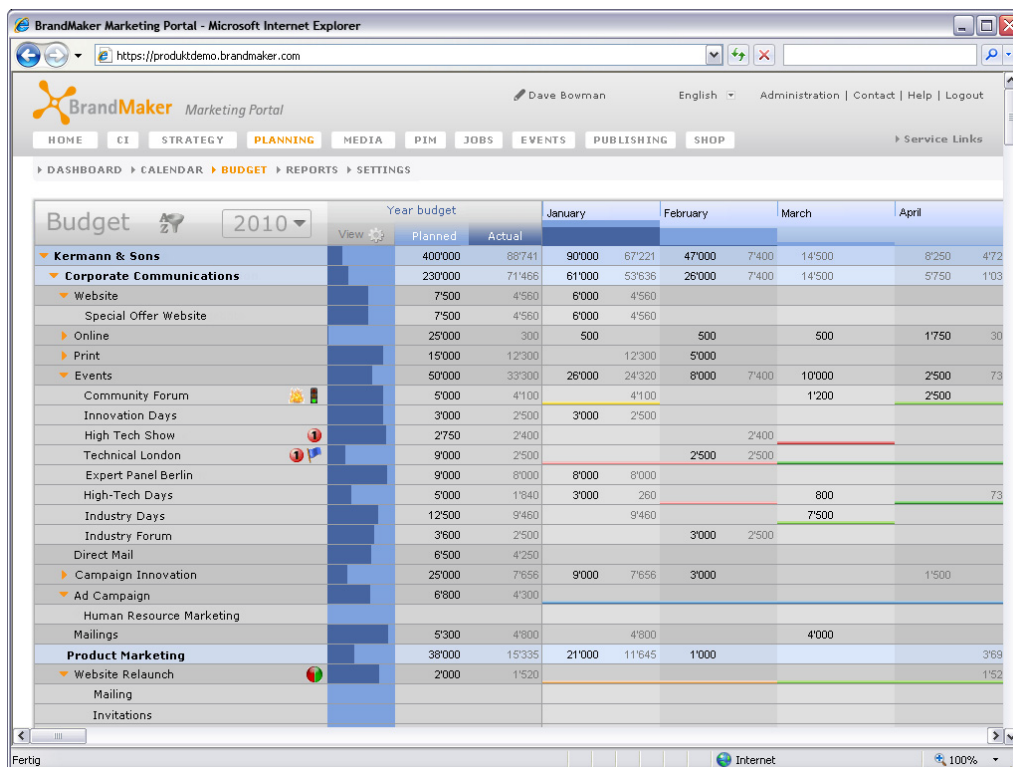 BrandMaker Marketing Portal - Microsoft Internet Explorer
https://produktdemo.brandmaker.com
BrandMaker Marketing Portal Dave Bowman English Administration | Contact | Help | Logout
HOME CI STRATEGY PLANNING MEDIA PIM JOBS EVENTS PUBLISHING SHOP Service Links
DASHBOARD CALENDAR BUDGET REPORTS SETTINGS
Budget A Z 2010 View Year budget January February March April
Planned Actual
Kermann & Sons 400'000 88'741 90'000 67'221 47'000 7'400 14'500 8'250 4'72
Corporate Communications 230'000 71'466 61'000 53'636 26'000 7'400 14'500 5'750 1'03
Website 7'500 4'560 6'000 4'560
Special Offer Website 7'500 4'560 6'000 4'560
Online 25'000 300 500 500 500 1'750 30
Print 15'000 12'300 12'300 5'000
Events 50'000 33'300 26'000 24'320 8'000 7'400 10'000 2'500 73
Community Forum 5'000 4'100 4'100 1'200 2'500
Innovation Days 3'000 2'500 3'000 2'500
High Tech Show 1 2'750 2'400 2'400
Technical London 1 9'000 2'500 2'500 2'500
Expert Panel Berlin 9'000 8'000 8'000 8'000
High-Tech Days 5'000 1'840 3'000 260 800 73
Industry Days 12'500 9'460 9'460 7'500
Industry Forum 3'600 2'500 3'000 2'500
Direct Mail 6'500 4'250
Campaign Innovation 25'000 7'656 9'000 7'656 3'000 1'500
Ad Campaign 6'800 4'300
Human Resource Marketing
Mailings 5'300 4'800 4'800 4'000
Product Marketing 38'000 15'335 21'000 11'645 1'000 3'69
Website Relaunch 2'000 1'520 1'52
Mailing
Invitations
Fertig Internet 100%